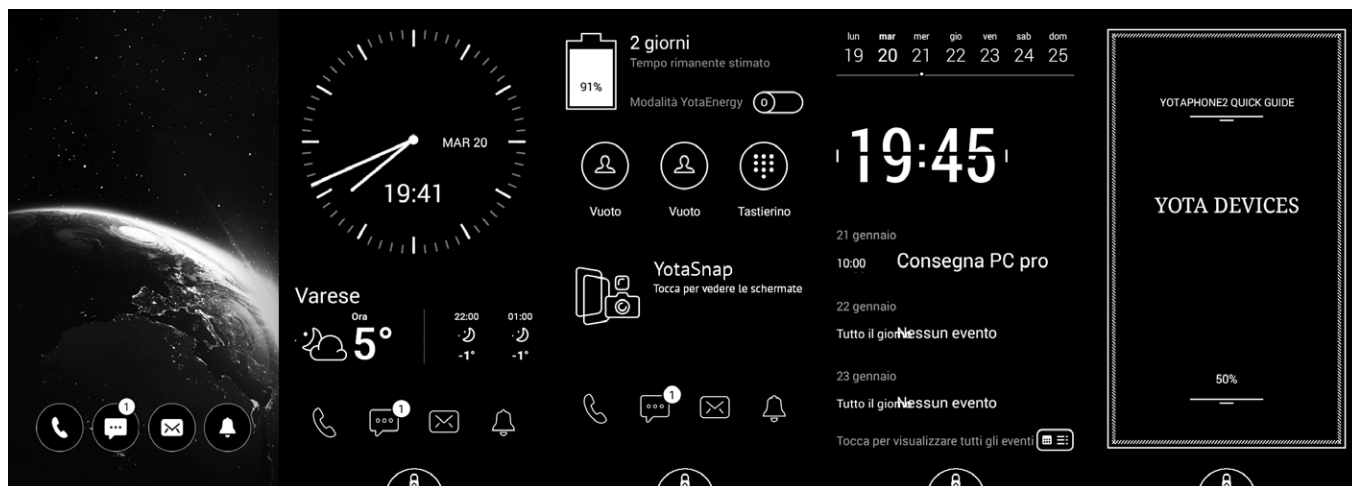 1
MAR 20
19:41
Varese
Ora
5°
22:00
01:00
-1°
-1°
1
2 giorni
Tempo rimanente stimato
91%
Modalità YotaEnergy
Vuoto
Vuoto
Tastierino
YotaSnap
Tocca per vedere le schermate
1
lun mar mer gio ven sab dom
19 20 21 22 23 24 25
19:45
21 gennaio
10:00 Consegna PC pro
22 gennaio
Tutto il giorno Nessun evento
23 gennaio
Tutto il giorno Nessun evento
Tocca per visualizzare tutti gli eventi
YOTAPHONE2 QUICK GUIDE
YOTA DEVICES
50%